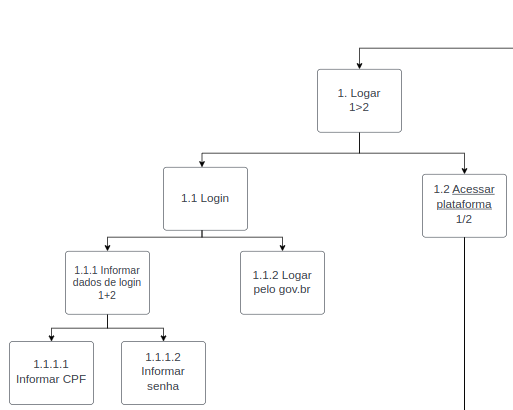 1. Logar
1>2
1.1 Login
1.2 Acessar
plataforma
1/2
1.1.1 Informar
dados de login
1+2
1.1.2 Logar
pelo gov.br
1.1.1.1
Informar CPF
1.1.1.2
Informar
senha